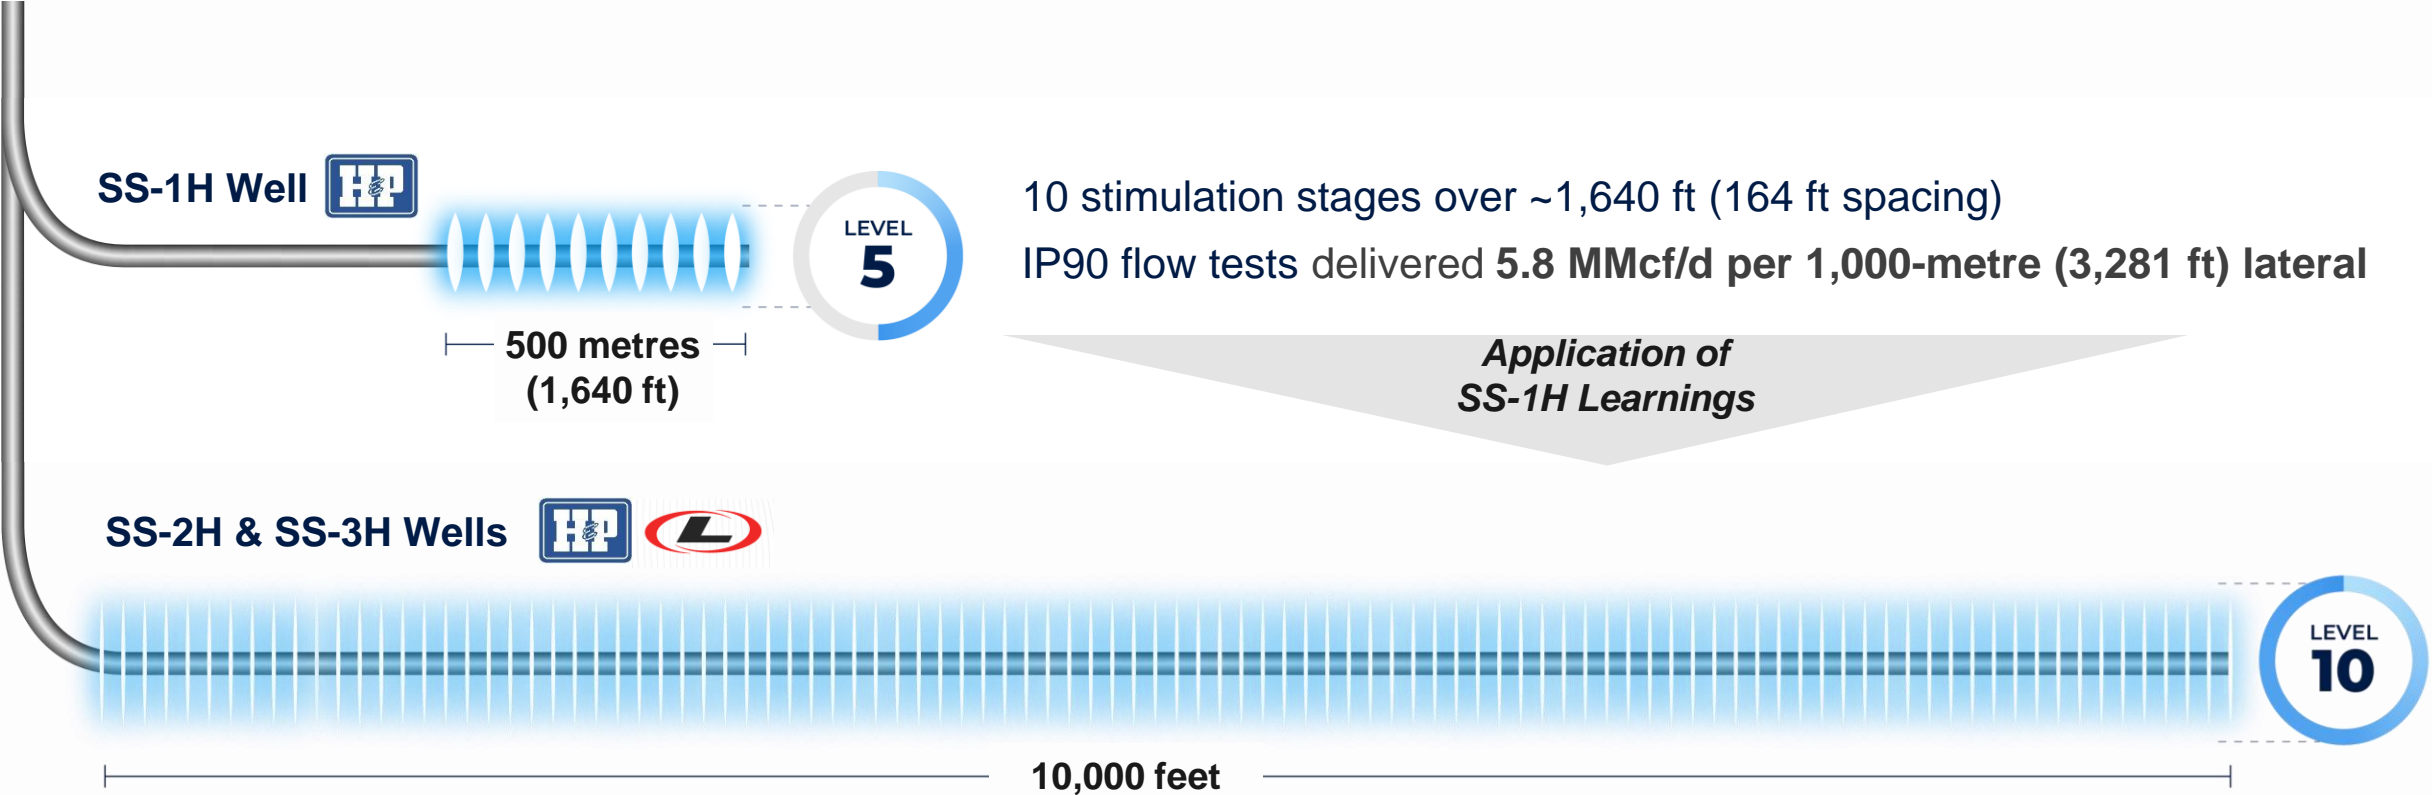 SS-1H Well
H&P
LEVEL
5
10 stimulation stages over ~1,640 ft (164 ft spacing)
IP90 flow tests delivered 5.8 MMcf/d per 1,000-metre (3,281 ft) lateral
500 metres
(1,640 ft)
Application of
SS-1H Learnings
SS-2H & SS-3H Wells
H&P
L
LEVEL
10
10,000 feet